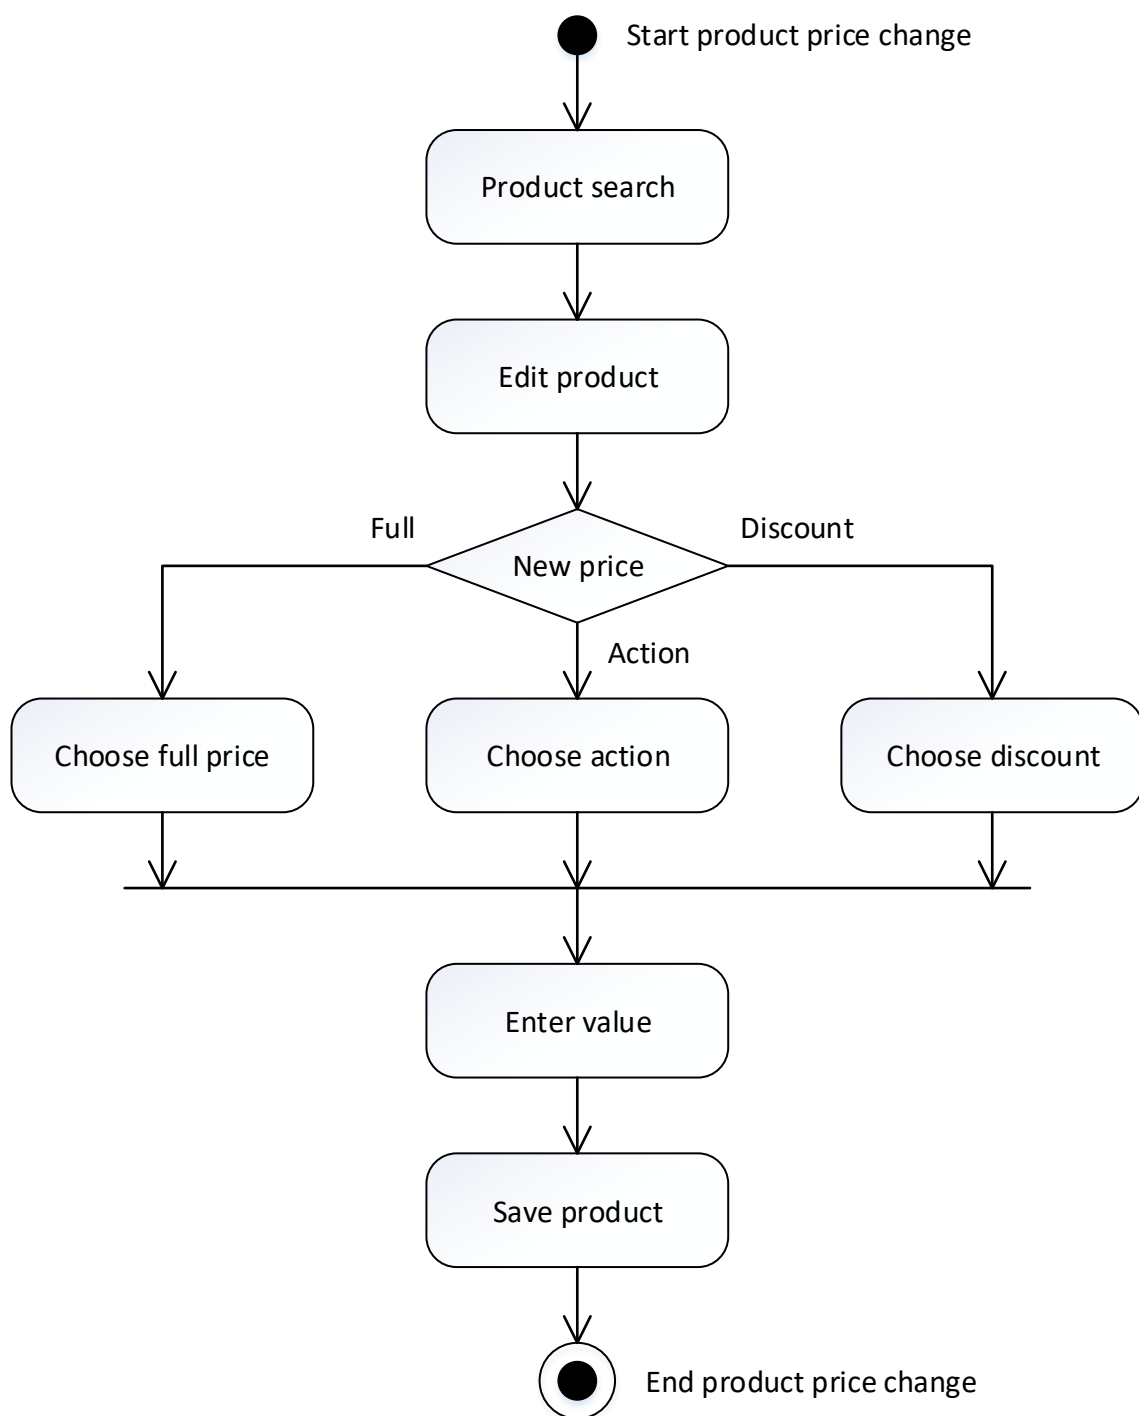 Start product price change
Product search
Edit product
Full
Discount
New price
Action
Choose full price
Choose action
Choose discount
Enter value
Save product
End product price change